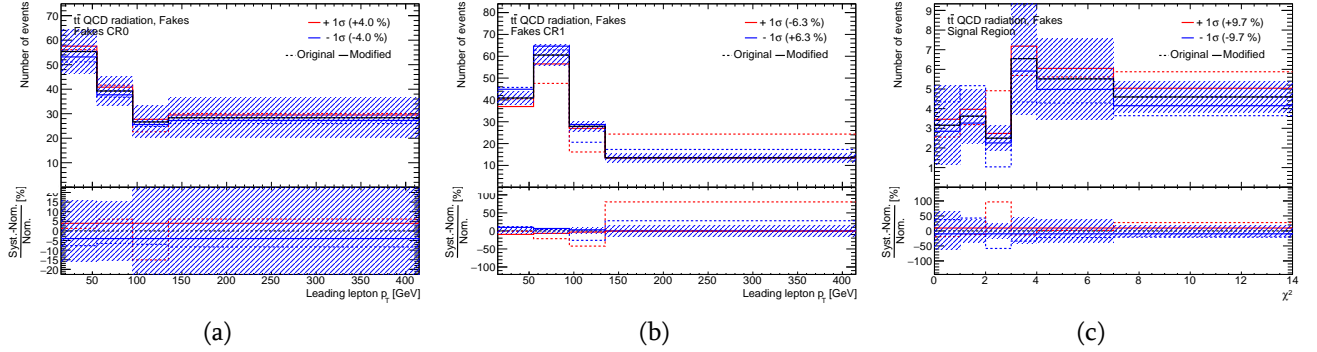 tt̄ QCD radiation, Fakes
Fakes CR0
+ 1σ (+4.0 %)
- 1σ (-4.0 %)
Original Modified
Number of events
70
60
50
40
30
20
10
0
Syst.-Nom.
Nom. [%]
20
15
10
5
0
-5
-10
-15
-20
50 100 150 200 250 300 350 400
Leading lepton p_T [GeV]
(a)
tt̄ QCD radiation, Fakes
Fakes CR1
+ 1σ (-6.3 %)
- 1σ (+6.3 %)
Original Modified
Number of events
80
70
60
50
40
30
20
10
Syst.-Nom.
Nom. [%]
100
50
0
-50
-100
50 100 150 200 250 300 350 400
Leading lepton p_T [GeV]
(b)
tt̄ QCD radiation, Fakes
Signal Region
+ 1σ (+9.7 %)
- 1σ (-9.7 %)
Original Modified
Number of events
9
8
7
6
5
4
3
2
1
0
Syst.-Nom.
Nom. [%]
100
50
0
-50
-100
0 2 4 6 8 10 12 14
χ²
(c)